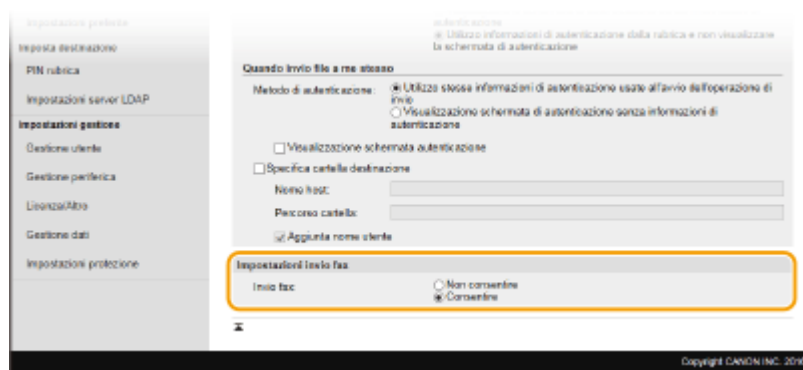 Impostazioni preferite
Imposta destinazione
PIN rubrica
Impostazioni server LDAP
Impostazioni gestione
Gestione utente
Gestione periferica
Licenza/Altro
Gestione dati
Impostazioni protezione
autenticazione
Utilizzo informazioni di autenticazione dalla rubrica e non visualizzare
la schermata di autenticazione
Quando invio file a me stesso
Metodo di autenticazione:
Utilizzo stesse informazioni di autenticazione usate all'avvio dell'operazione di
invio
Visualizzazione schermata di autenticazione senza informazioni di
autenticazione
Visualizzazione schermata autenticazione
Specifica cartella destinazione
Nome host:
Percorso cartella:
Aggiunta nome utente
Impostazioni invio fax
Invio fax:
Non consentire
Consentire
Copyright CANON INC. 2016